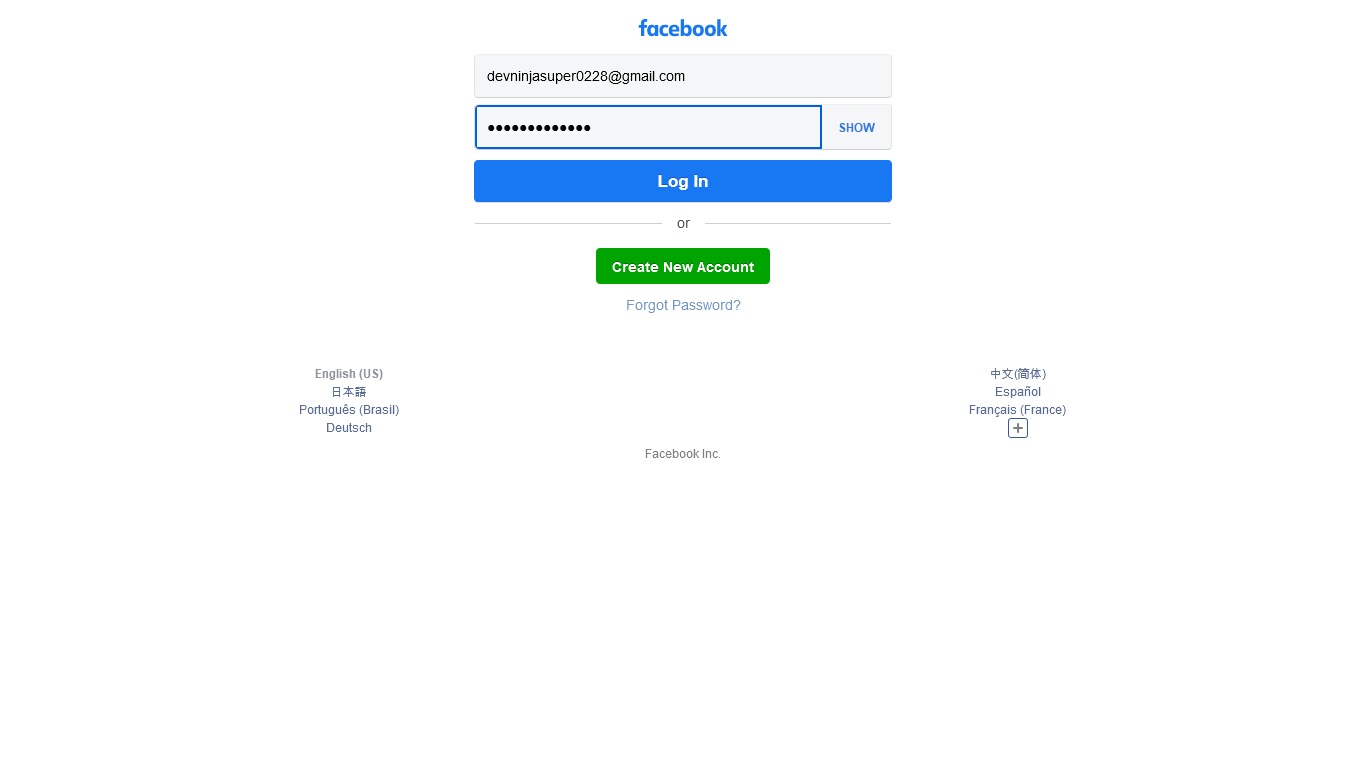 facebook
devninjasuper0228@gmail.com
●●●●●●●●●●●●●
SHOW
Log In
or
Create New Account
Forgot Password?
English (US)
日本語
Português (Brasil)
Deutsch
中文(简体)
Español
Français (France)
Facebook Inc.